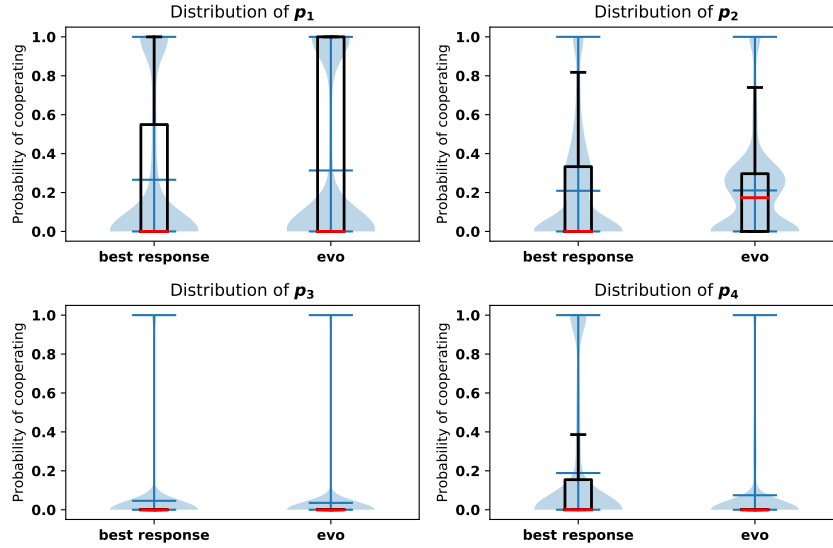 Distribution of p1
Distribution of p2
Probability of cooperating
1.0
0.8
0.6
0.4
0.2
0.0
best response
evo
Probability of cooperating
1.0
0.8
0.6
0.4
0.2
0.0
best response
evo
Distribution of p3
Distribution of p4
Probability of cooperating
1.0
0.8
0.6
0.4
0.2
0.0
best response
evo
Probability of cooperating
1.0
0.8
0.6
0.4
0.2
0.0
best response
evo